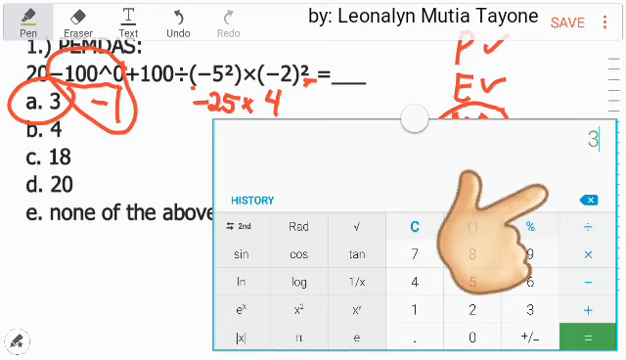 Pen
Eraser
Text
Undo
Redo
by: Leonalyn Mutia Tayone
SAVE
1.) PEMDAS:
20−100^0+100÷(−5²)×(−2)²=___
P ✓
E ✓
a. 3
−1
−25 × 4
b. 4
c. 18
d. 20
e. none of the above
3
HISTORY
2nd
Rad
√
C
%
÷
sin
cos
tan
7
8
9
×
ln
log
1/x
4
5
6
−
eˣ
x²
xʸ
1
2
3
+
|x|
π
e
.
0
+/−
=